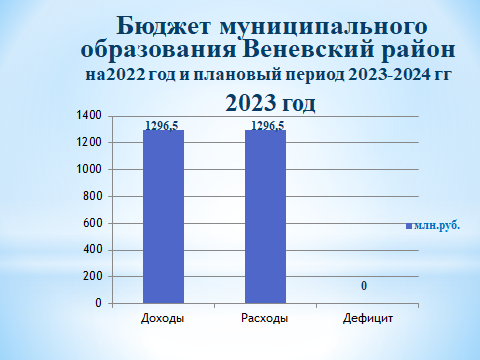 Бюджет муниципального
образования Веневский район
на2022 год и плановый период 2023-2024 гг
2023 год
1400
1200
1000
800
600
400
200
0
1296,5
1296,5
0
млн.руб.
Доходы
Расходы
Дефицит